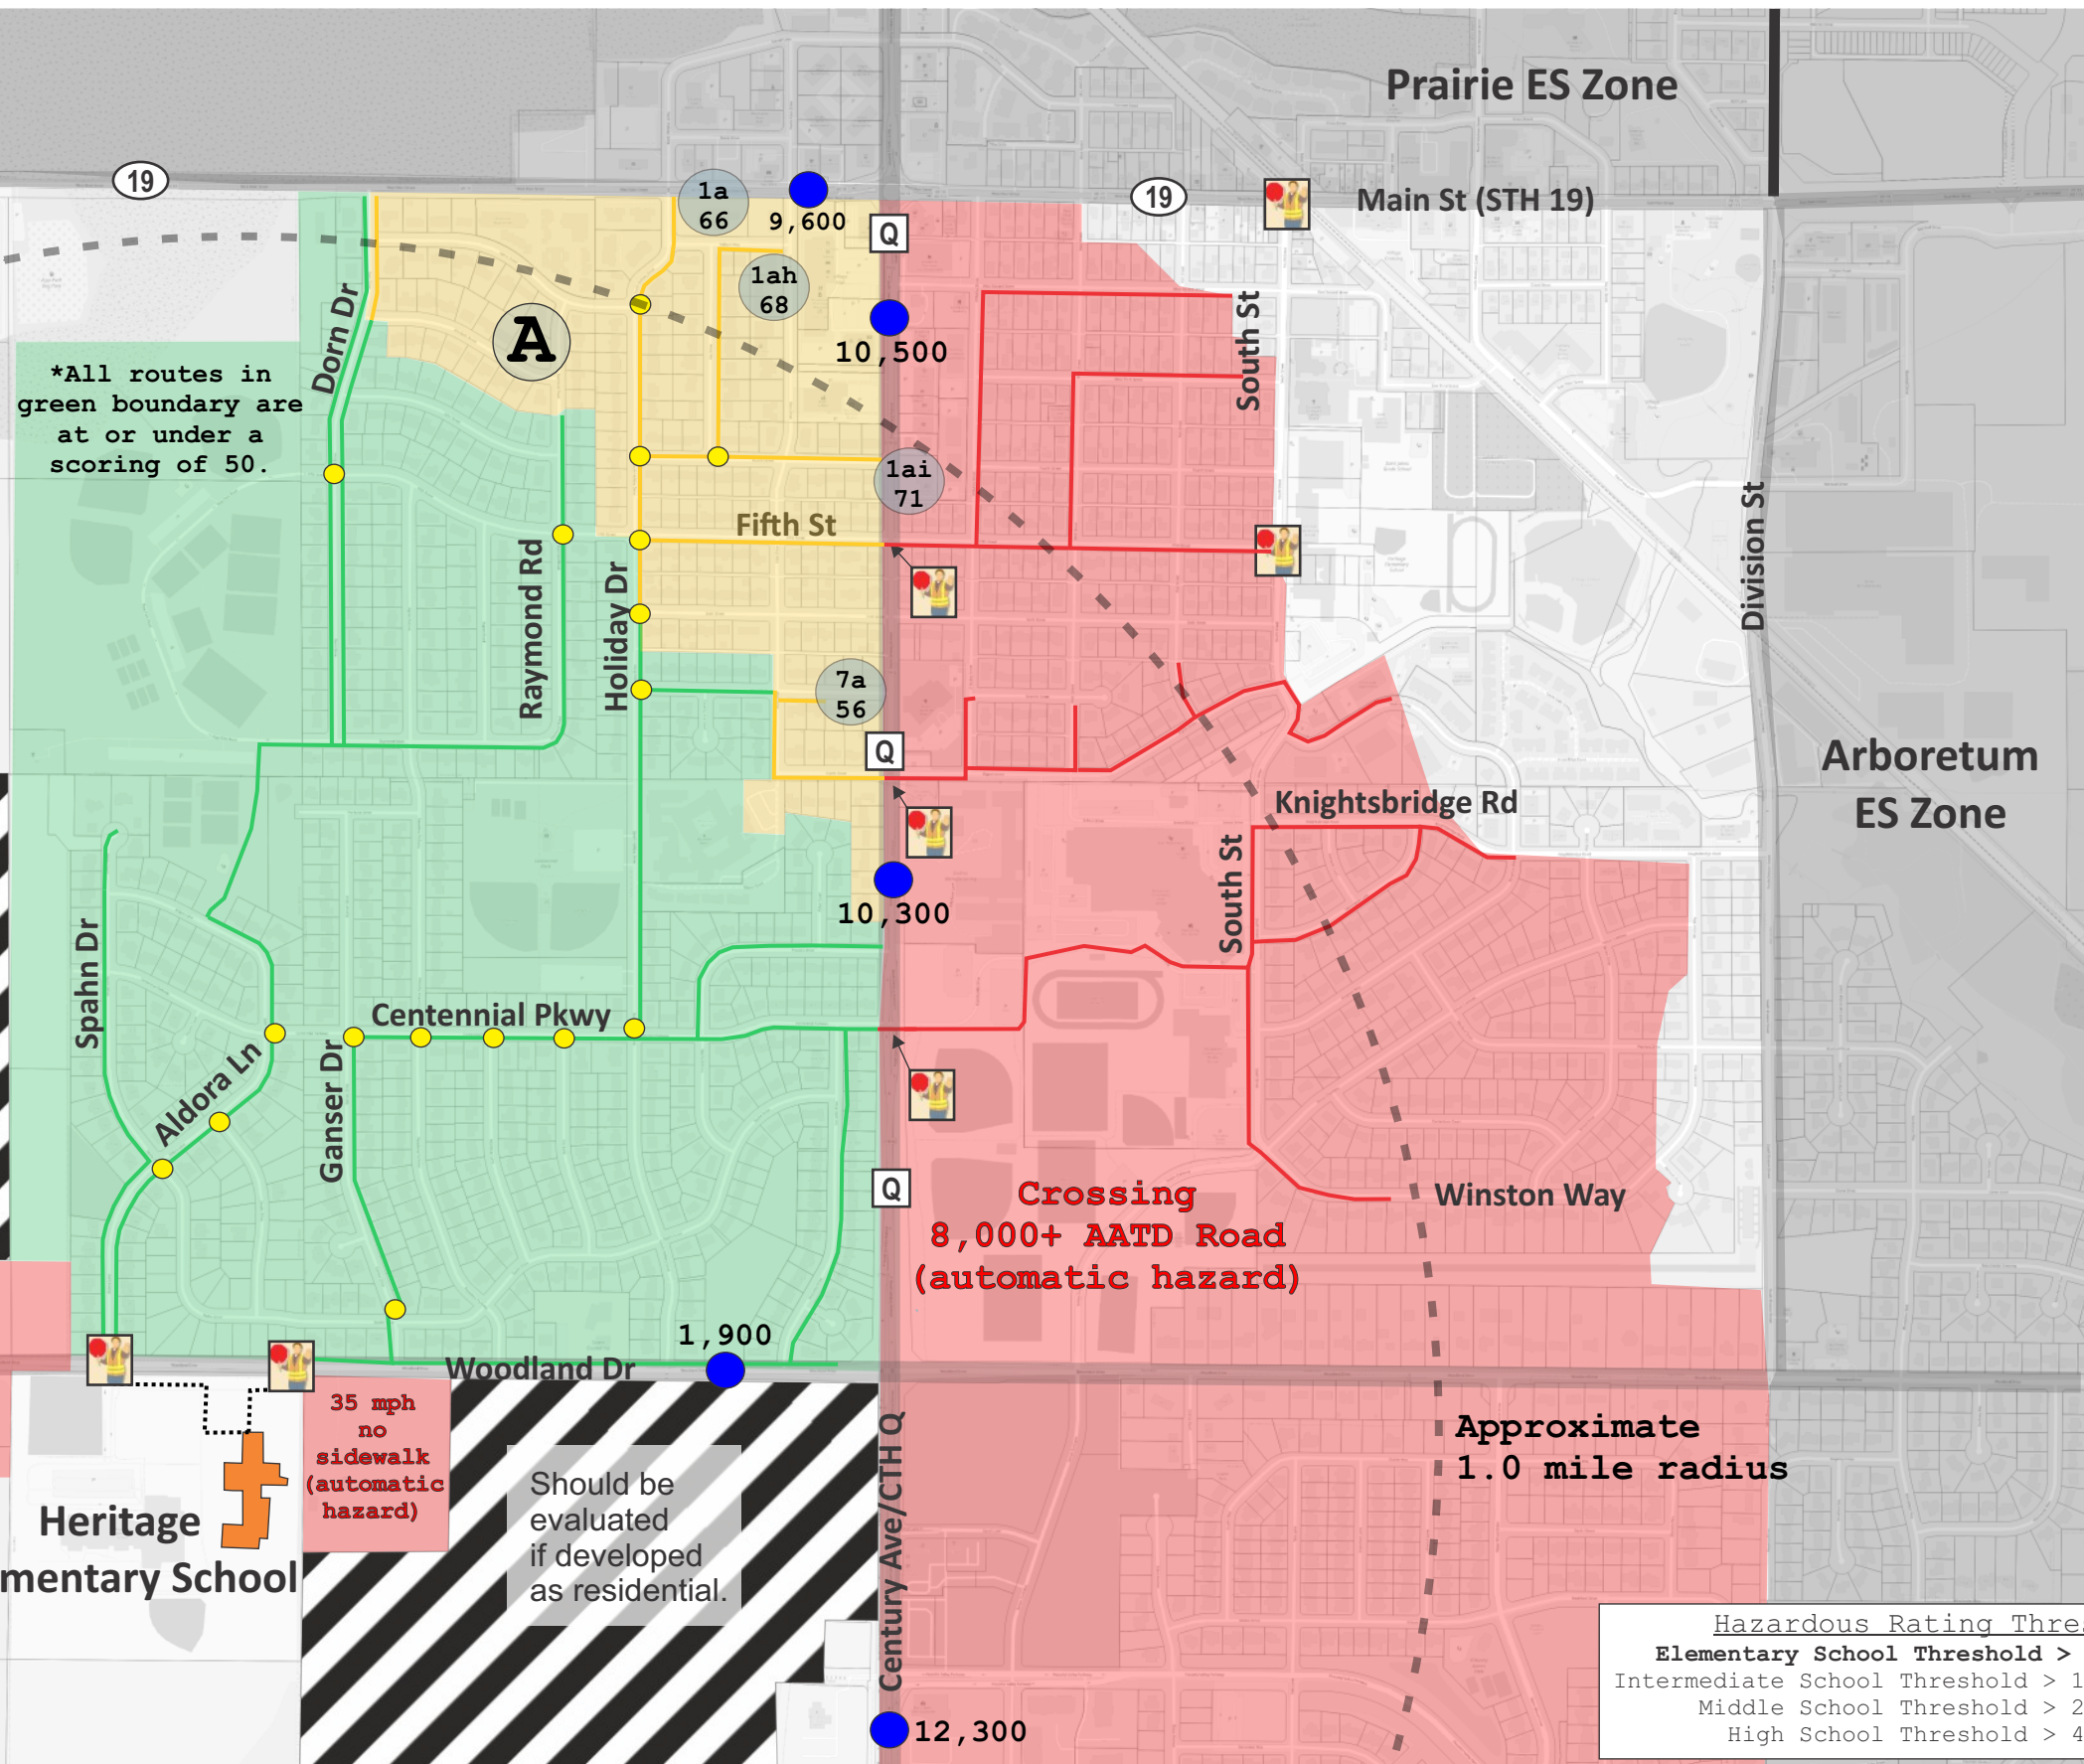 Prairie ES Zone
19
1a
66
9,600
19
Main St (STH 19)
Q
1ah
68
A
10,500
Dorn Dr
South St
*All routes in
green boundary are
at or under a
scoring of 50.
1ai
71
Fifth St
Raymond Rd
Holiday Dr
Division St
7a
56
Q
Arboretum
ES Zone
Knightsbridge Rd
South St
10,300
Spahn Dr
Centennial Pkwy
Aldora Ln
Ganser Dr
Q
Crossing
8,000+ AATD Road
(automatic hazard)
Winston Way
1,900
Woodland Dr
35 mph
no
sidewalk
(automatic
hazard)
Approximate
1.0 mile radius
Should be
evaluated
if developed
as residential.
Century Ave/CTH Q
Heritage
mentary School
12,300
Hazardous Rating Thre
Elementary School Threshold >
Intermediate School Threshold > 1
Middle School Threshold > 2
High School Threshold > 4